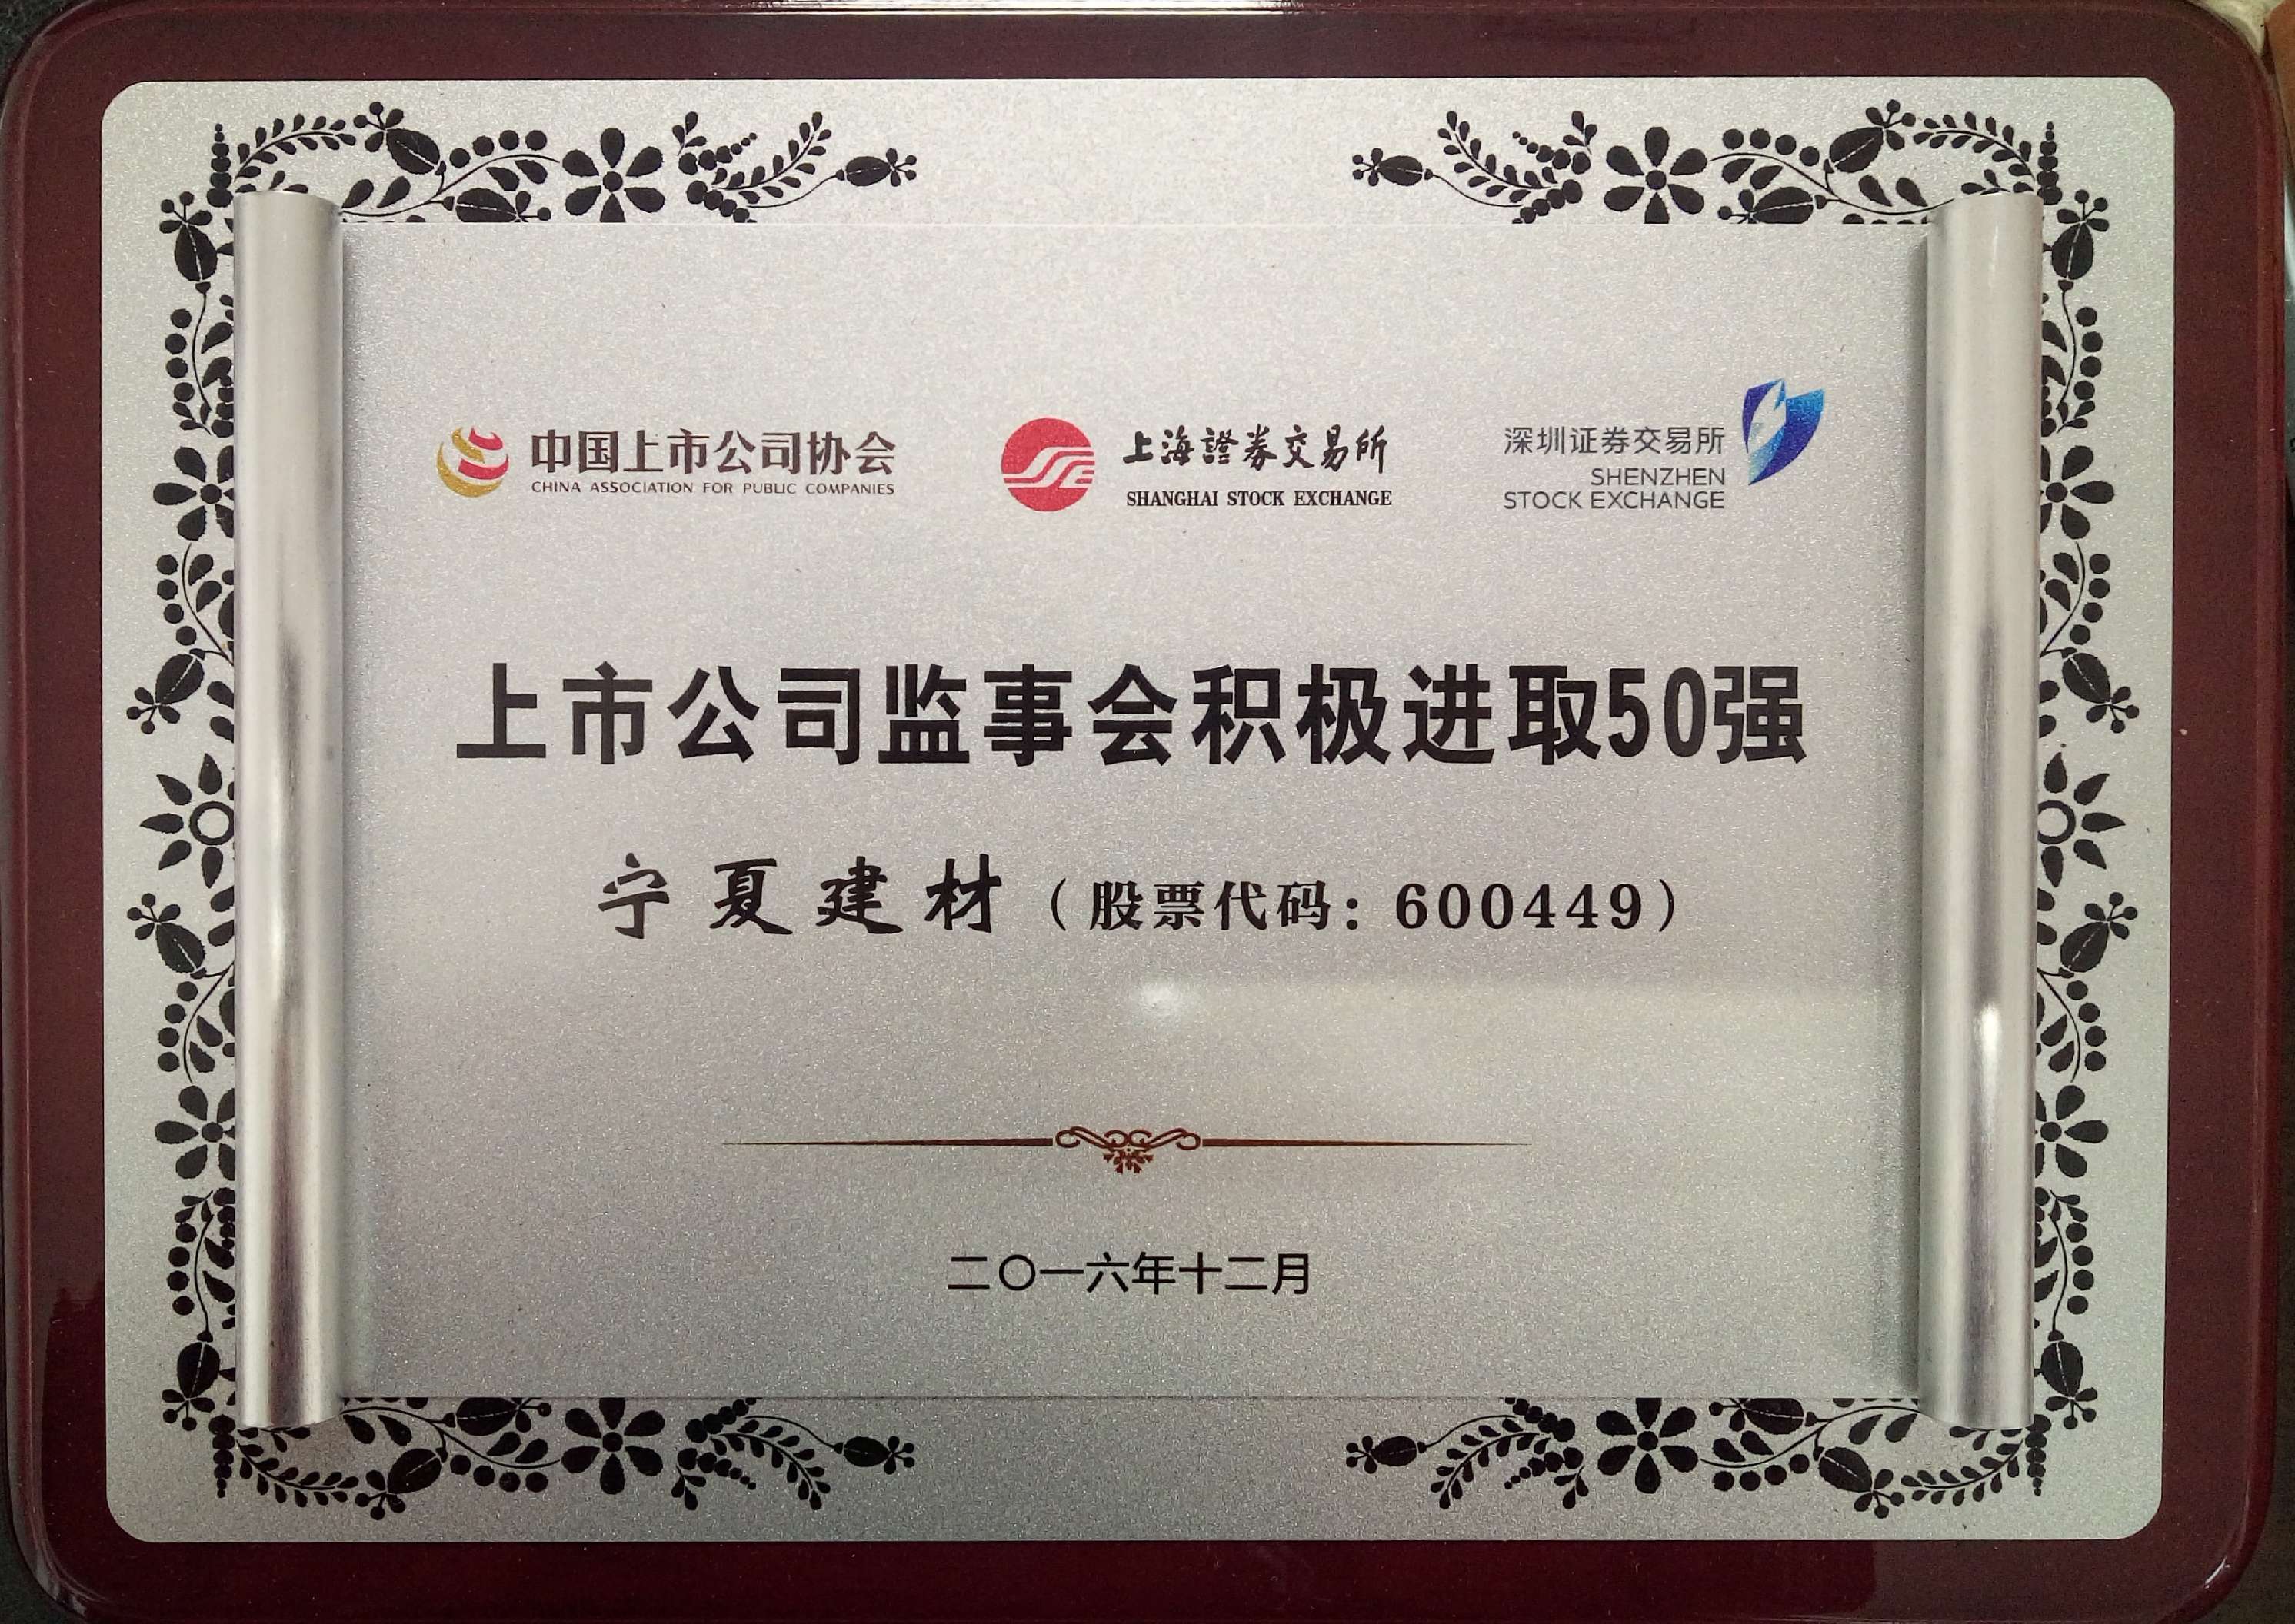 中国上市公司协会
CHINA ASSOCIATION FOR PUBLIC COMPANIES
上海證券交易所
SHANGHAI STOCK EXCHANGE
深圳证券交易所
SHENZHEN
STOCK EXCHANGE
上市公司监事会积极进取50强
宁夏建材（股票代码：600449）
二〇一六年十二月